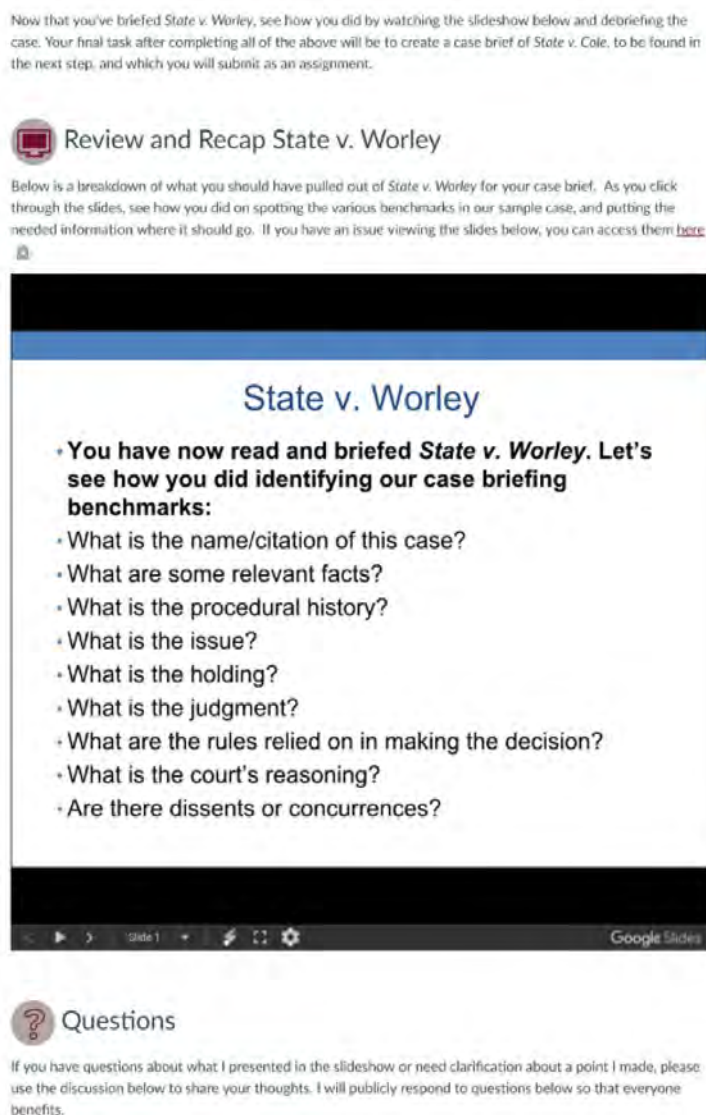 Now that you've briefed State v. Worley, see how you did by watching the slideshow below and debriefing the
case. Your final task after completing all of the above will be to create a case brief of State v. Cole, to be found in
the next step, and which you will submit as an assignment.
Review and Recap State v. Worley
Below is a breakdown of what you should have pulled out of State v. Worley for your case brief. As you click
through the slides, see how you did on spotting the various benchmarks in our sample case, and putting the
needed information where it should go. If you have an issue viewing the slides below, you can access them here
State v. Worley
• You have now read and briefed State v. Worley. Let's
see how you did identifying our case briefing
benchmarks:
• What is the name/citation of this case?
• What are some relevant facts?
• What is the procedural history?
• What is the issue?
• What is the holding?
• What is the judgment?
• What are the rules relied on in making the decision?
• What is the court's reasoning?
• Are there dissents or concurrences?
Slide 1
Google Slides
? Questions
If you have questions about what I presented in the slideshow or need clarification about a point I made, please
use the discussion below to share your thoughts. I will publicly respond to questions below so that everyone
benefits.